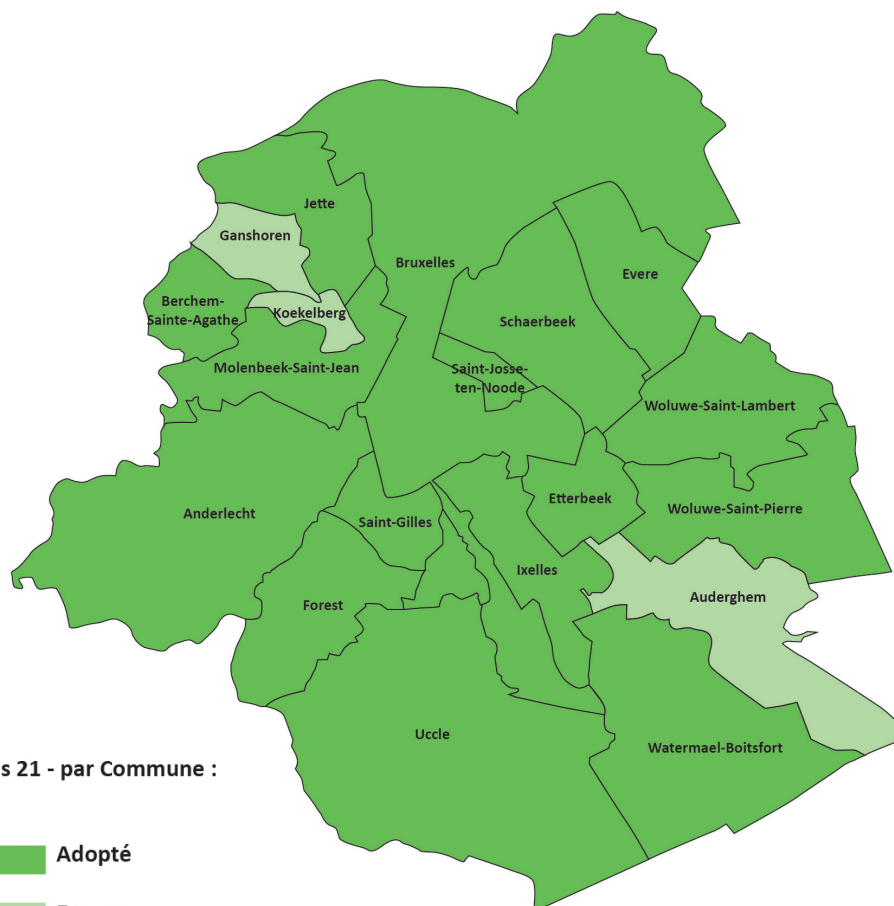 Jette
Ganshoren
Bruxelles
Evere
Berchem-
Sainte-Agathe
Koekelberg
Schaerbeek
Molenbeek-Saint-Jean
Saint-Josse-
ten-Noode
Woluwe-Saint-Lambert
Anderlecht
Saint-Gilles
Etterbeek
Woluwe-Saint-Pierre
Ixelles
Forest
Auderghem
Uccle
Watermael-Boitsfort
21 - par Commune :
Adopté